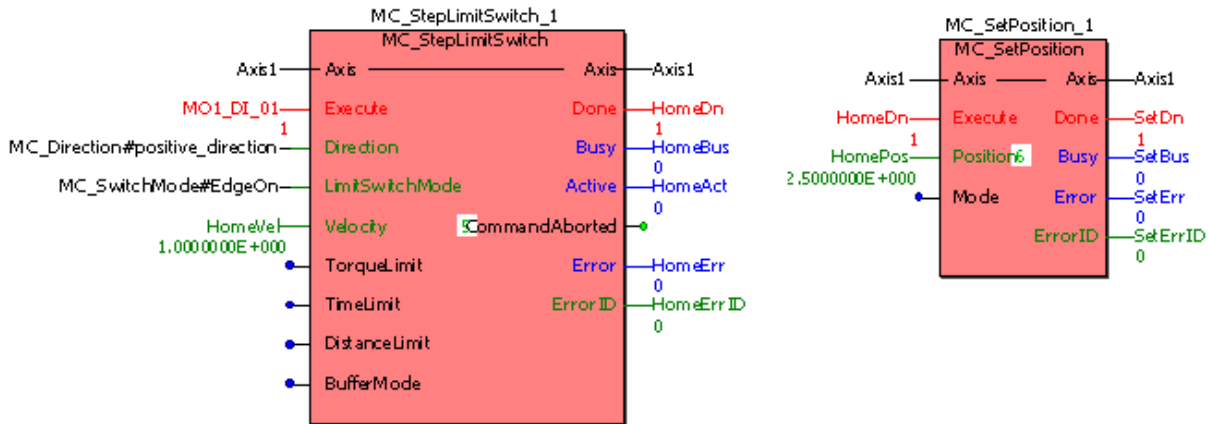 MC_StepLimitSwitch_1
MC_StepLimitSwitch
Axis1 Axis Axis Axis1
MO1_DI_01 Execute Done HomeDn
1 1
MC_Direction#positive_direction Direction Busy HomeBus
0
MC_SwitchMode#EdgeOn LimitSwitchMode Active HomeAct
0
HomeVel Velocity 5 CommandAborted
1.0000000E+000
TorqueLimit Error HomeErr
0
TimeLimit ErrorID HomeErrID
0
DistanceLimit
BufferMode
MC_SetPosition_1
MC_SetPosition
Axis1 Axis Axis Axis1
HomeDn Execute Done SetDn
1 1
HomePos Position 6 Busy SetBus
2.5000000E+000 0
Mode Error SetErr
0
ErrorID SetErrID
0